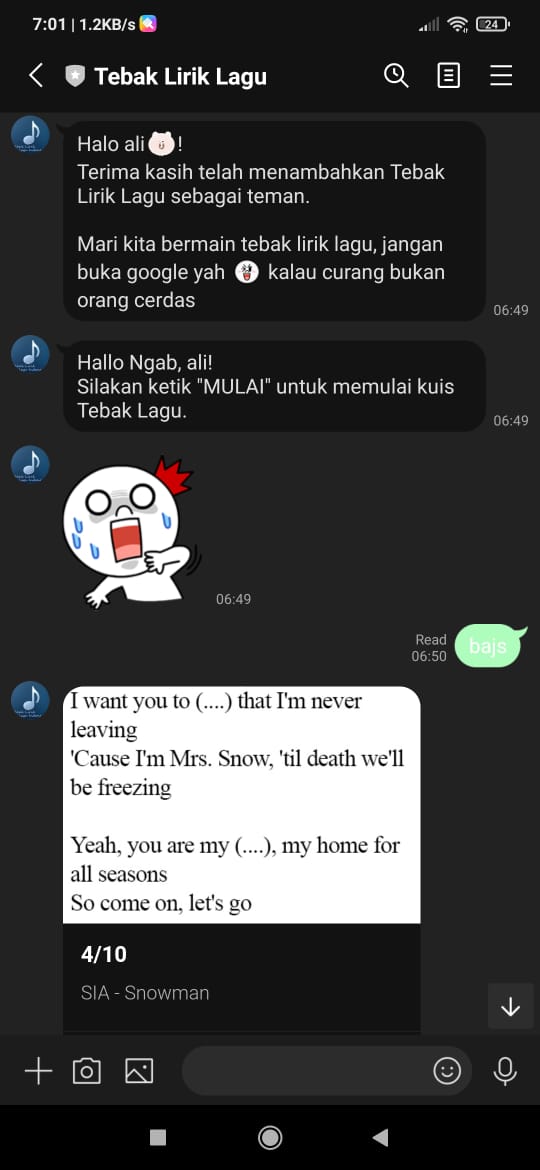 7:01 | 1.2KB/s
24
Tebak Lirik Lagu
Halo ali !
Terima kasih telah menambahkan Tebak
Lirik Lagu sebagai teman.
Mari kita bermain tebak lirik lagu, jangan
buka google yah kalau curang bukan
orang cerdas
06:49
Hallo Ngab, ali!
Silakan ketik "MULAI" untuk memulai kuis
Tebak Lagu.
06:49
06:49
Read
06:50
bajs
I want you to (....) that I'm never
leaving
'Cause I'm Mrs. Snow, 'til death we'll
be freezing
Yeah, you are my (....), my home for
all seasons
So come on, let's go
4/10
SIA - Snowman